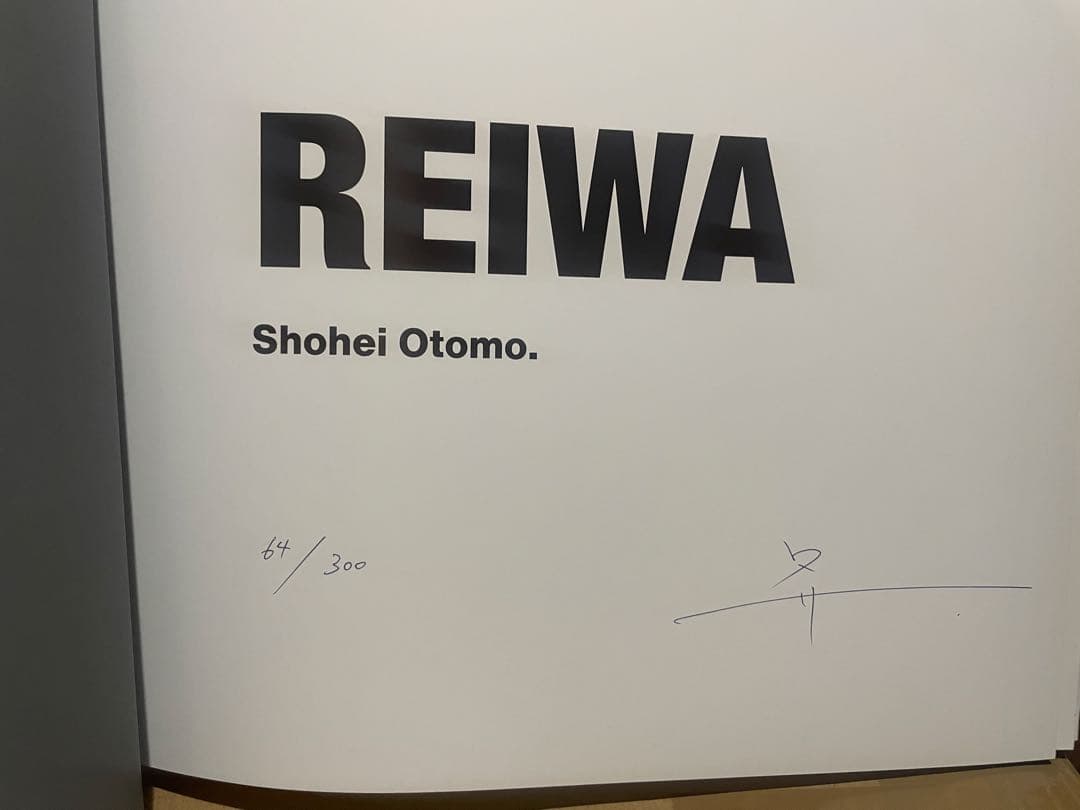 REIWA
Shohei Otomo.
64/300